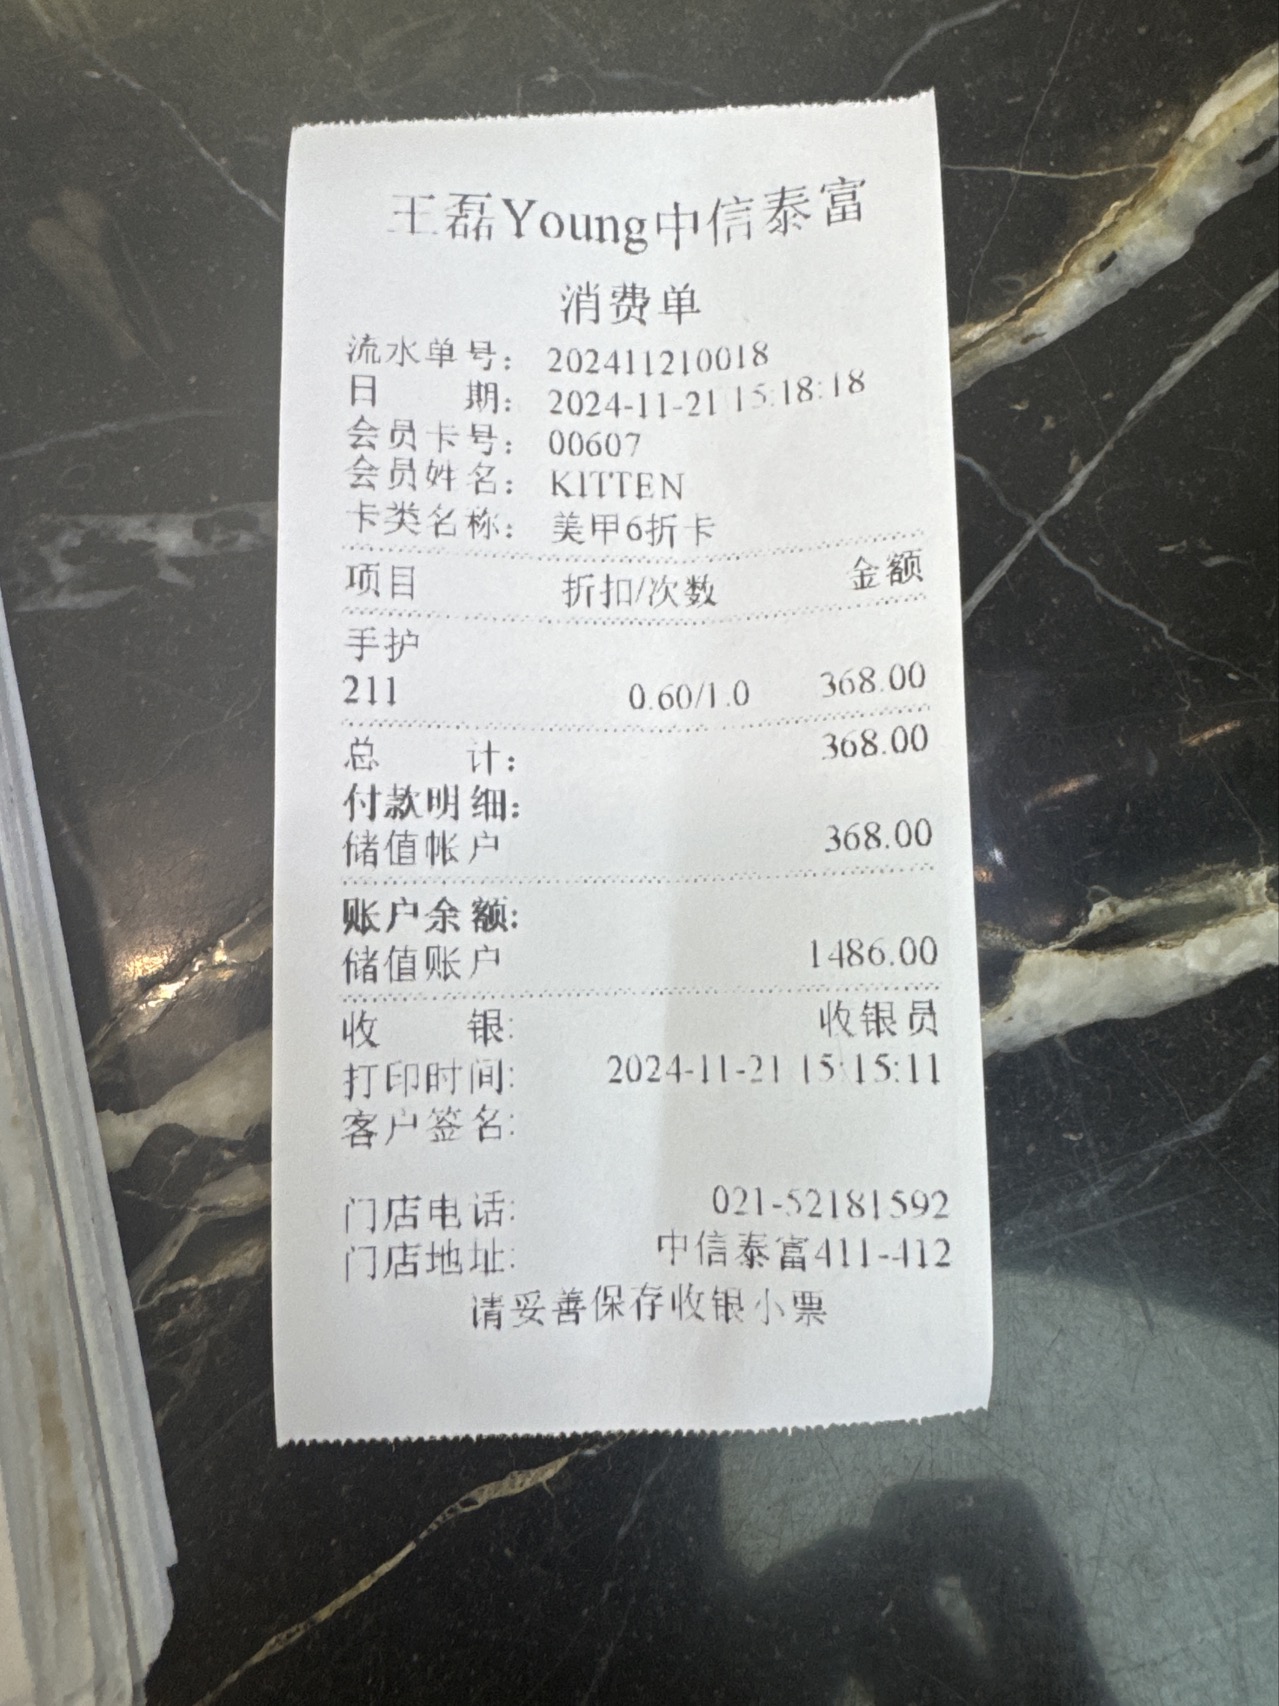 王磊Young中信泰富
消费单
流水单号: 202411210018
日 期: 2024-11-21 15:18:18
会员卡号: 00607
会员姓名: KITTEN
卡类名称: 美甲6折卡
项目 折扣/次数 金额
手护
211 0.60/1.0 368.00
总 计: 368.00
付款明细:
储值帐户 368.00
账户余额:
储值账户 1486.00
收 银: 收银员
打印时间: 2024-11-21 15:15:11
客户签名:
门店电话: 021-52181592
门店地址: 中信泰富411-412
请妥善保存收银小票